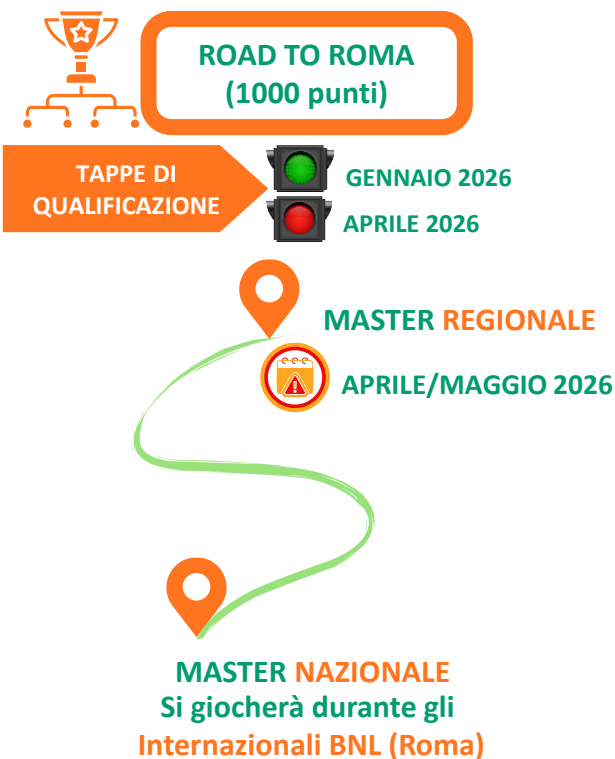 ROAD TO ROMA
(1000 punti)
TAPPE DI
QUALIFICAZIONE
GENNAIO 2026
APRILE 2026
MASTER REGIONALE
APRILE/MAGGIO 2026
MASTER NAZIONALE
Si giocherà durante gli
Internazionali BNL (Roma)